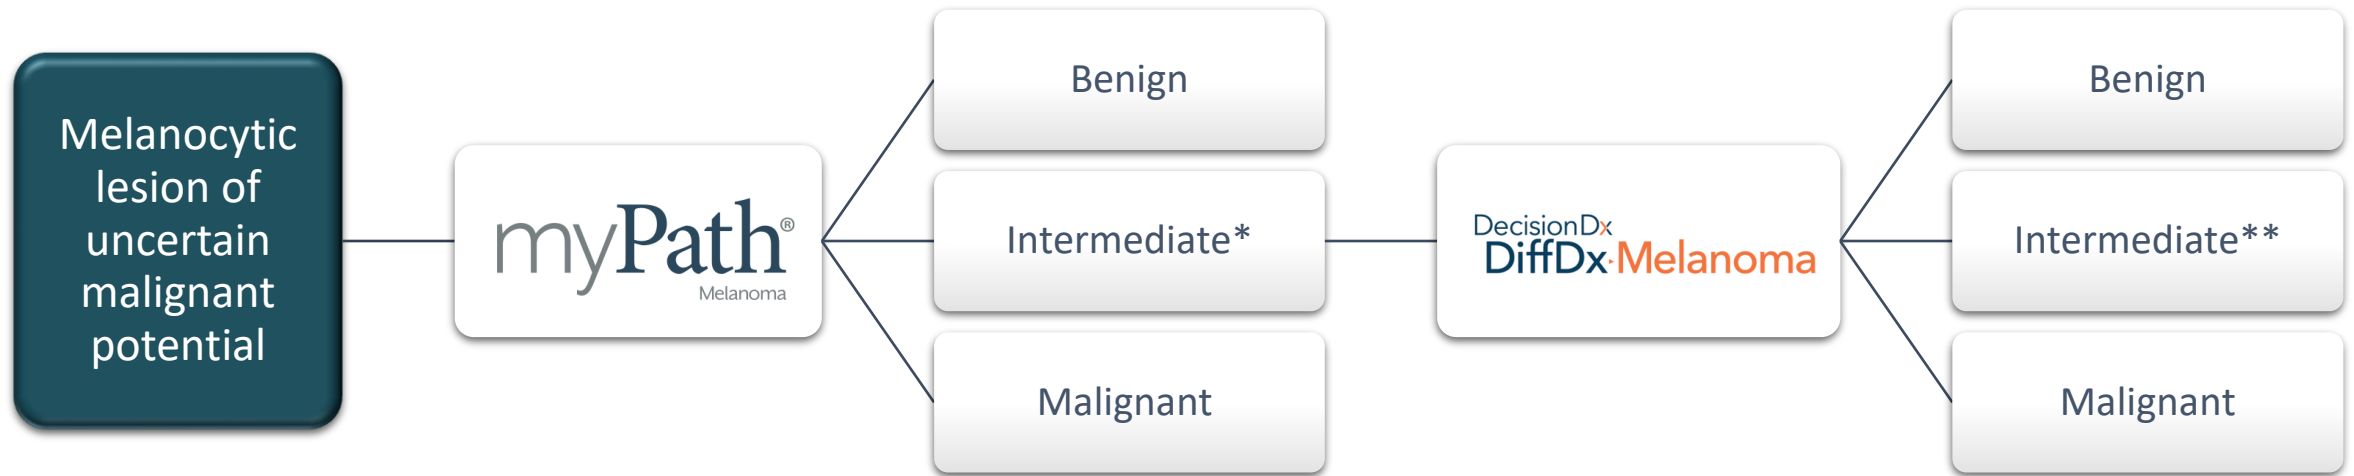 Melanocytic
lesion of
uncertain
malignant
potential
myPath®
Melanoma
Benign
Intermediate*
Malignant
DecisionDx
DiffDx·Melanoma
Benign
Intermediate**
Malignant